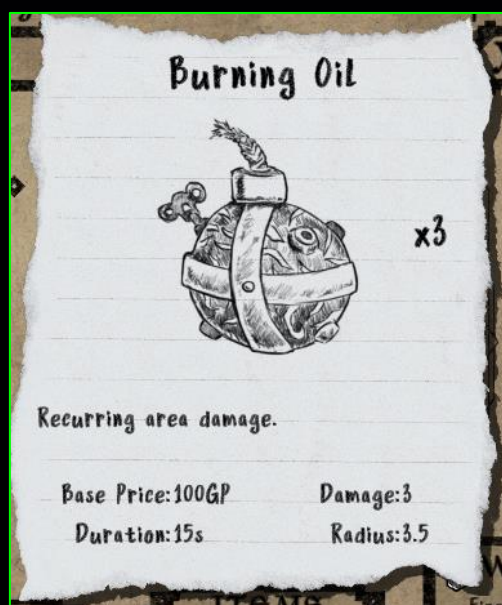 Burning Oil
x3
Recurring area damage.
Base Price:100GP Damage:3
Duration:15s Radius:3.5